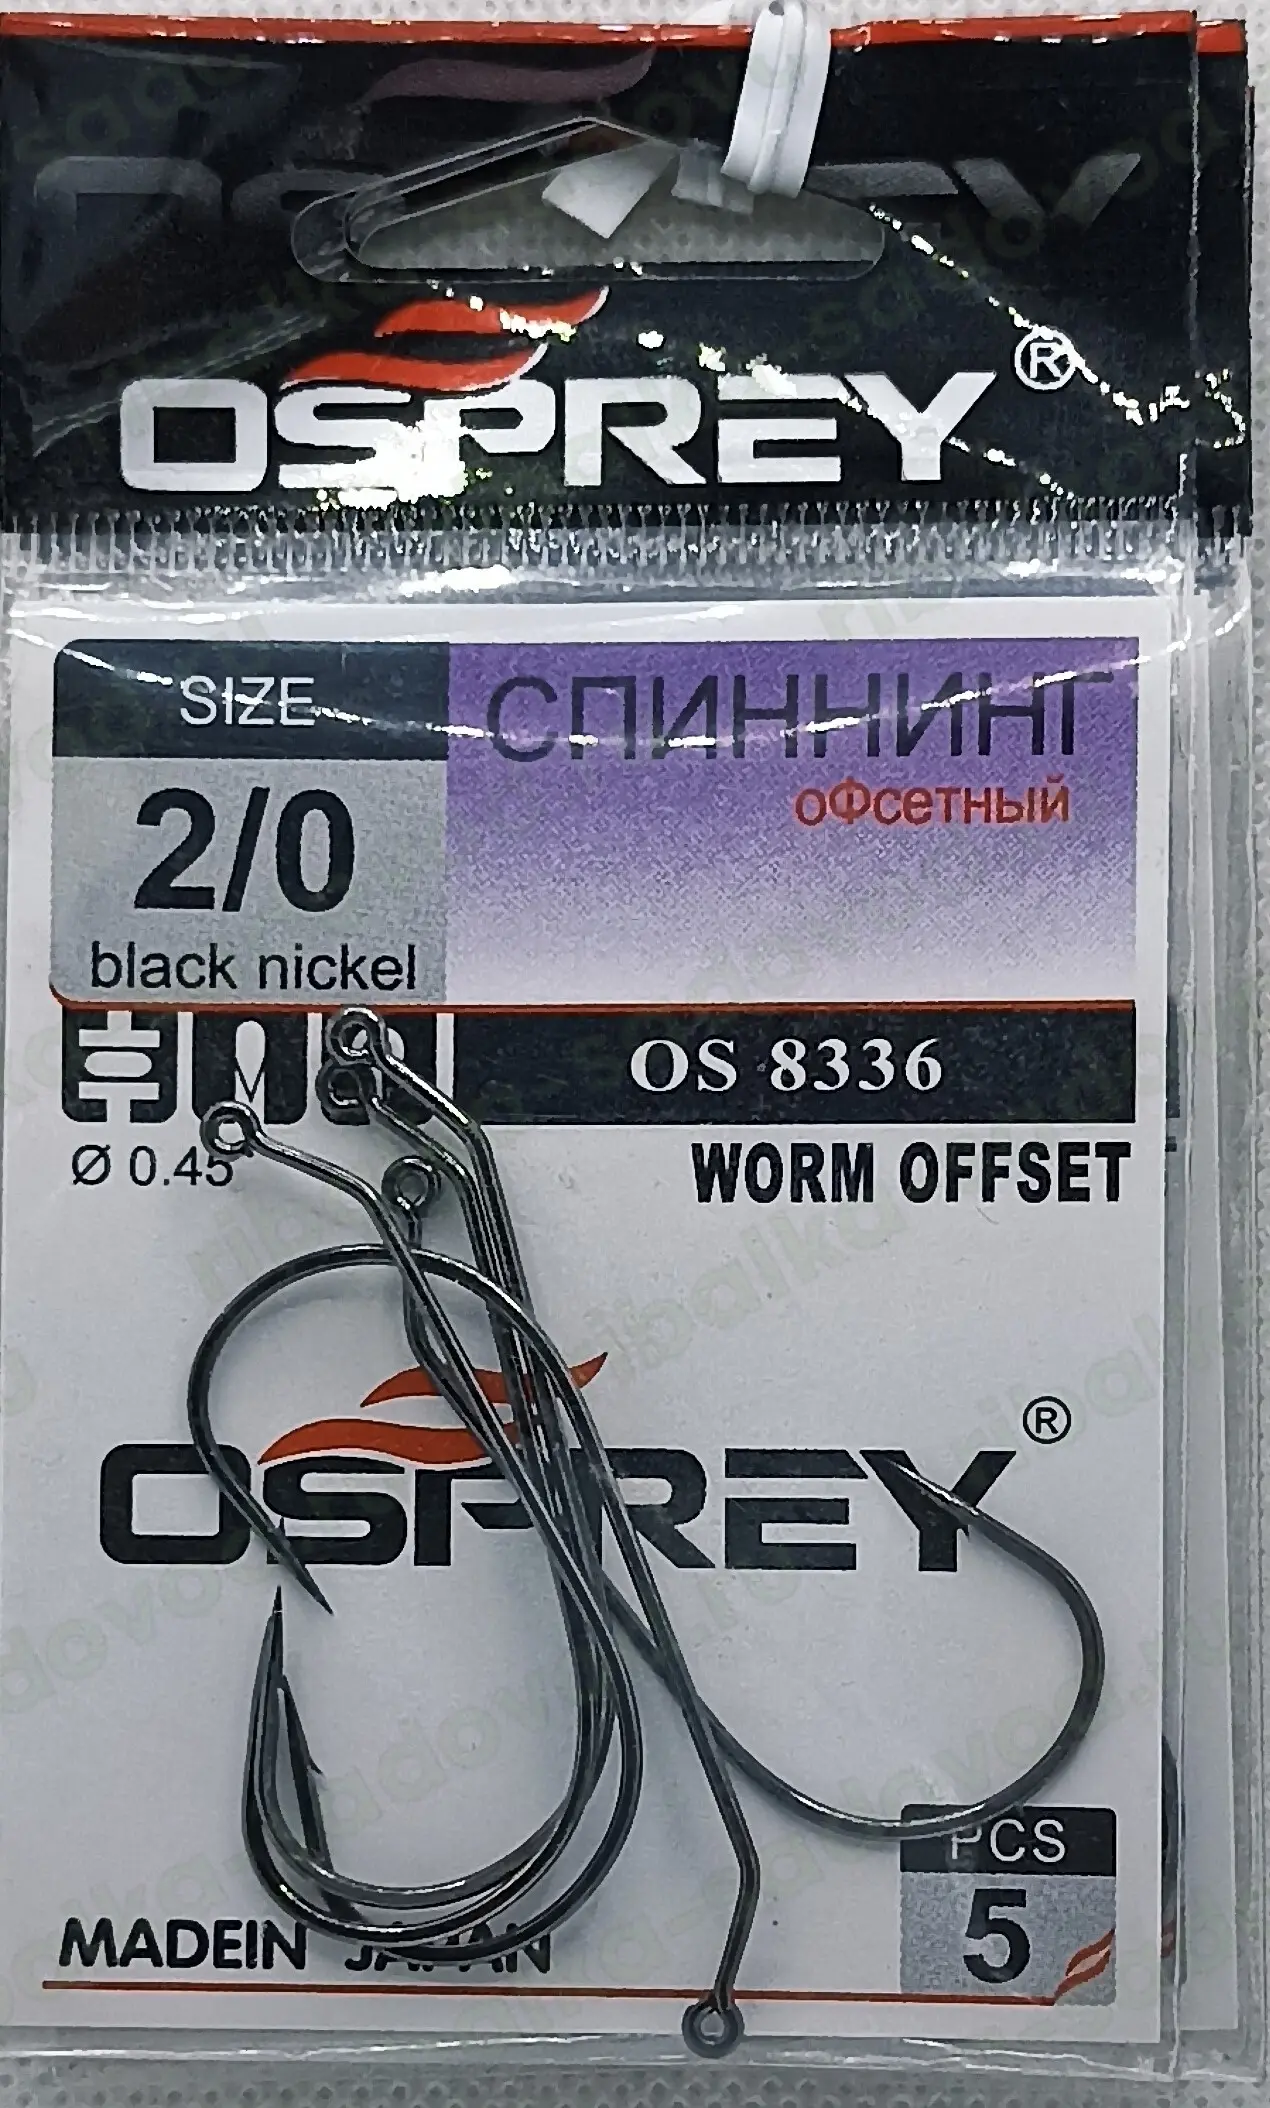 OSPREY
OSPREY®
SIZE
2/0
black nickel
СПИННИНГ
оФсетный
OS 8336
Ø 0.45
WORM OFFSET
OSPREY®
PCS
5
MADEIN JAPAN